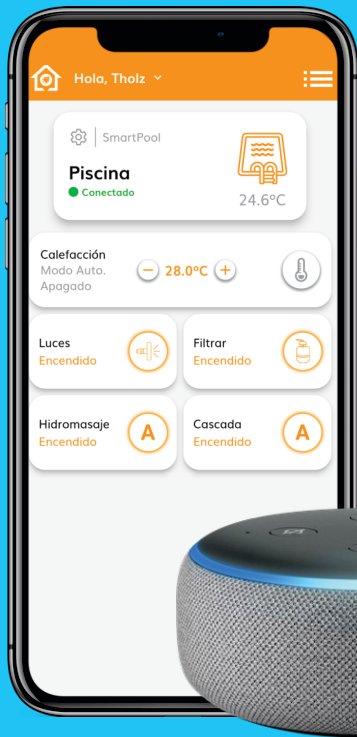 Hola, Tholz
SmartPool
Piscina
Conectado
24.6°C
Calefacción
Modo Auto.
Apagado
28.0°C
Luces
Encendido
Filtrar
Encendido
Hidromasaje
Encendido
A
Cascada
Encendido
A